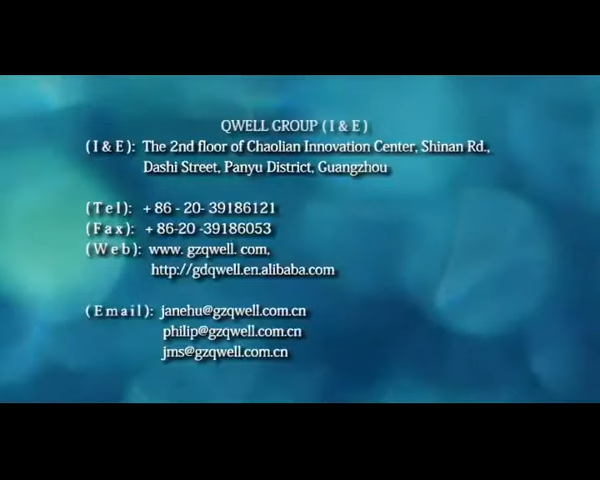 QWELL GROUP ( I & E )
( I & E ): The 2nd floor of Chaolian Innovation Center, Shinan Rd.,
Dashi Street, Panyu District, Guangzhou
( T e l ): + 86 - 20- 39186121
( F a x ): + 86-20 -39186053
( W e b ): www. gzqwell. com,
http://gdqwell.en.alibaba.com
( E m a i l ): janehu@gzqwell.com.cn
philip@gzqwell.com.cn
jms@gzqwell.com.cn